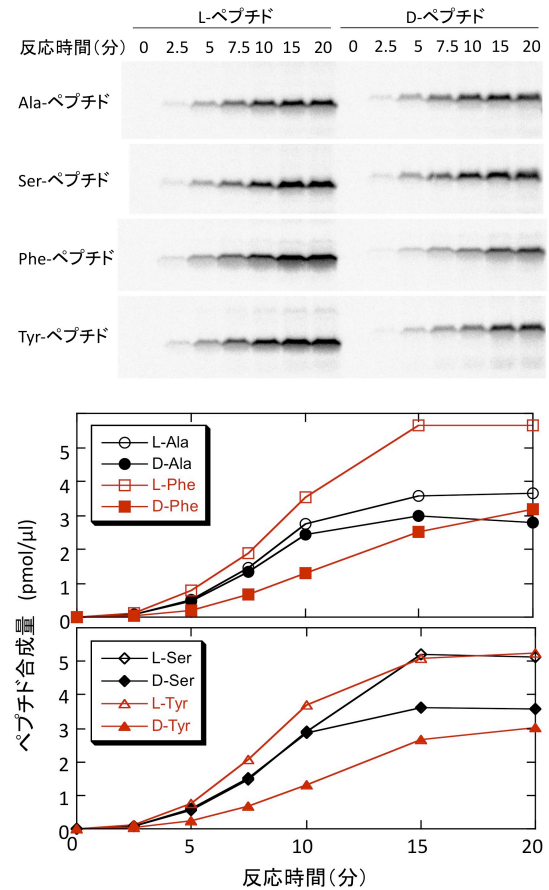 L-ペプチド D-ペプチド
反応時間(分) 0 2.5 5 7.5 10 15 20 0 2.5 5 7.5 10 15 20
Ala-ペプチド
Ser-ペプチド
Phe-ペプチド
Tyr-ペプチド
ペプチド合成量 (pmol/μl)
5
4
3
2
1
0
L-Ala
D-Ala
L-Phe
D-Phe
5
4
3
2
1
0
L-Ser
D-Ser
L-Tyr
D-Tyr
0 5 10 15 20
反応時間(分)